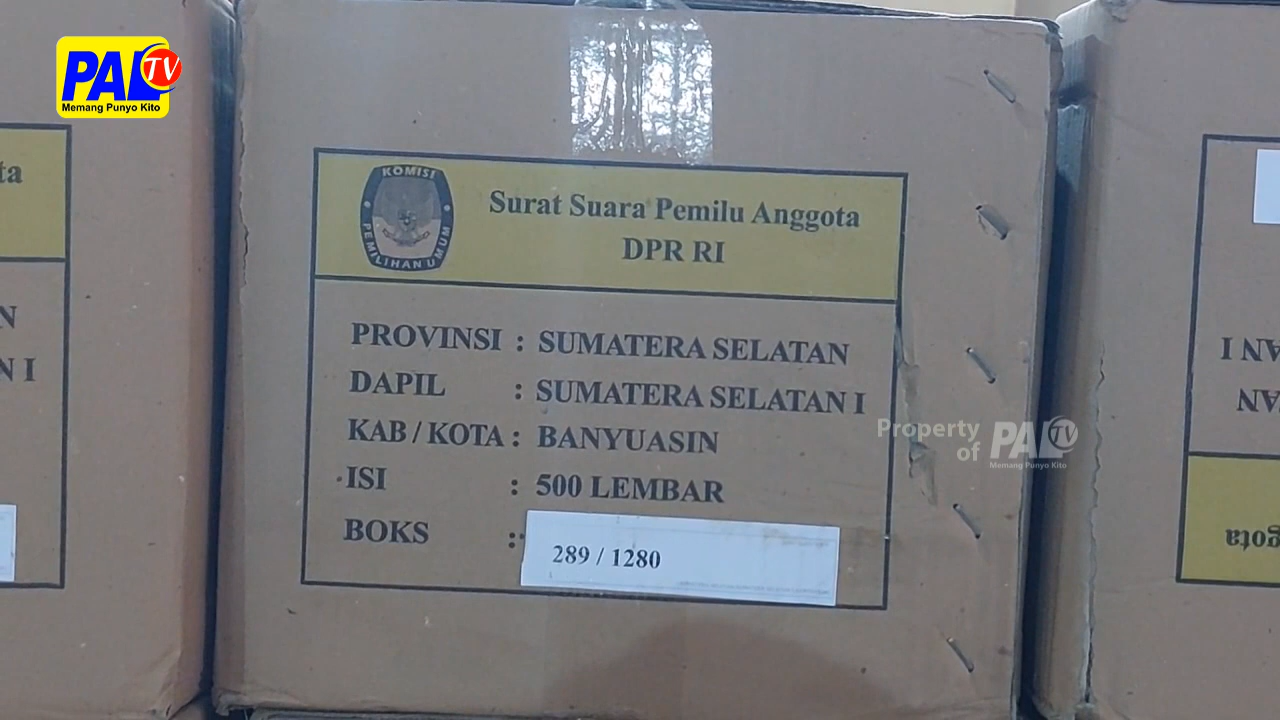 PAL TV
Memang Punyo Kito
KOMISI
PEMILIHAN UMUM
Surat Suara Pemilu Anggota
DPR RI
PROVINSI : SUMATERA SELATAN
DAPIL : SUMATERA SELATAN I
KAB / KOTA : BANYUASIN
ISI : 500 LEMBAR
BOKS : 289 / 1280
Property
of PAL TV
Memang Punyo Kito